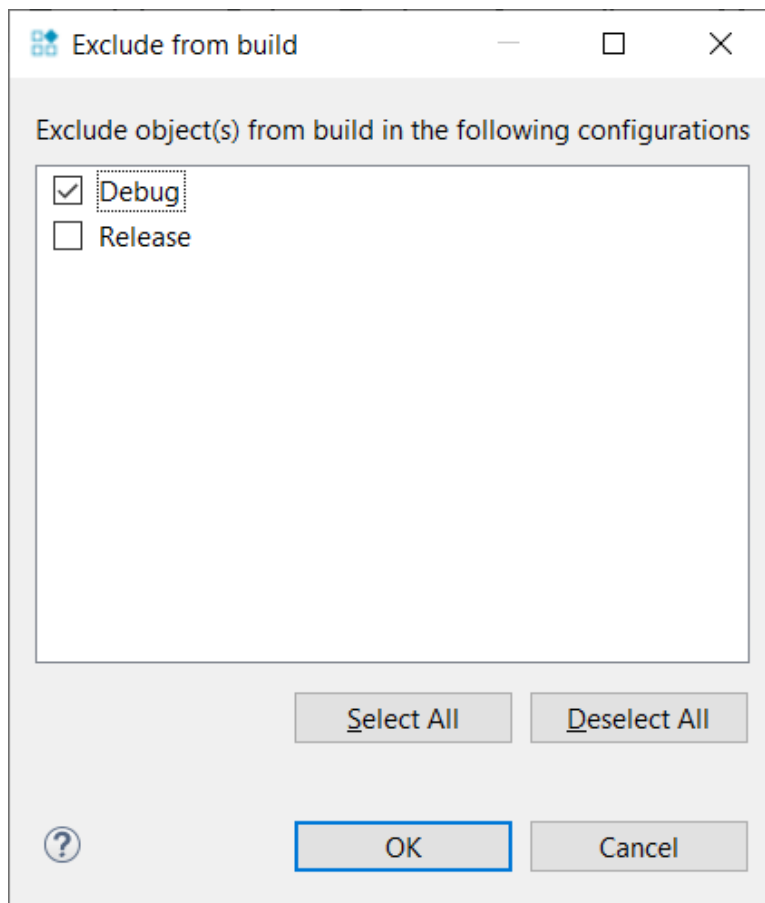 Exclude from build
Exclude object(s) from build in the following configurations
Debug
Release
Select All
Deselect All
?
OK
Cancel